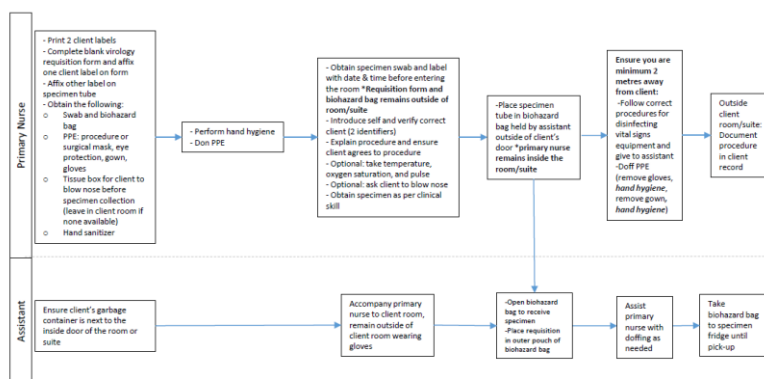 Primary Nurse
- Print 2 client labels
- Complete blank virology
requisition form and affix
one client label on form
- Affix other label on
specimen tube
- Obtain the following:
o Swab and biohazard
bag
o PPE: procedure or
surgical mask, eye
protection, gown,
gloves
o Tissue box for client
to blow nose before
specimen collection
(leave in client room if
none available)
o Hand sanitizer
- Perform hand hygiene
- Don PPE
- Obtain specimen swab and label
with date & time before entering
the room *Requisition form and
biohazard bag remains outside of
room/suite
- Introduce self and verify correct
client (2 identifiers)
- Explain procedure and ensure
client agrees to procedure
- Optional: take temperature,
oxygen saturation, and pulse
- Optional: ask client to blow nose
- Obtain specimen as per clinical
skill
-Place specimen
tube in biohazard
bag held by assistant
outside of client's
door *primary nurse
remains inside the
room/suite
Ensure you are
minimum 2
metres away
from client:
-Follow correct
procedures for
disinfecting
vital signs
equipment and
give to assistant
-Doff PPE
(remove gloves,
hand hygiene,
remove gown,
hand hygiene)
Outside
client
room/suite:
Document
procedure in
client record
Assistant
Ensure client's garbage
container is next to the
inside door of the room or
suite
Accompany primary
nurse to client room,
remain outside of
client room wearing
gloves
-Open biohazard
bag to receive
specimen
-Place requisition
in outer pouch of
biohazard bag
Assist
primary
nurse with
doffing as
needed
Take
biohazard bag
to specimen
fridge until
pick-up